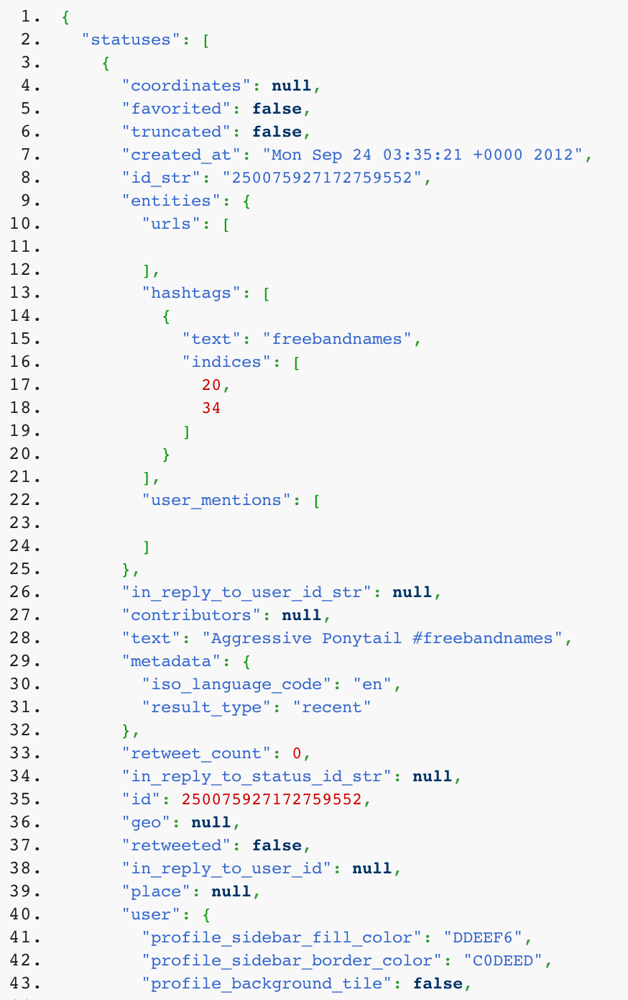 1. {
2.   "statuses": [
3.     {
4.       "coordinates": null,
5.       "favorited": false,
6.       "truncated": false,
7.       "created_at": "Mon Sep 24 03:35:21 +0000 2012",
8.       "id_str": "250075927172759552",
9.       "entities": {
10.         "urls": [
11.
12.         ],
13.         "hashtags": [
14.           {
15.             "text": "freebandnames",
16.             "indices": [
17.               20,
18.               34
19.             ]
20.           }
21.         ],
22.         "user_mentions": [
23.
24.         ]
25.       },
26.       "in_reply_to_user_id_str": null,
27.       "contributors": null,
28.       "text": "Aggressive Ponytail #freebandnames",
29.       "metadata": {
30.         "iso_language_code": "en",
31.         "result_type": "recent"
32.       },
33.       "retweet_count": 0,
34.       "in_reply_to_status_id_str": null,
35.       "id": 250075927172759552,
36.       "geo": null,
37.       "retweeted": false,
38.       "in_reply_to_user_id": null,
39.       "place": null,
40.       "user": {
41.         "profile_sidebar_fill_color": "DDEEF6",
42.         "profile_sidebar_border_color": "C0DEED",
43.         "profile_background_tile": false,